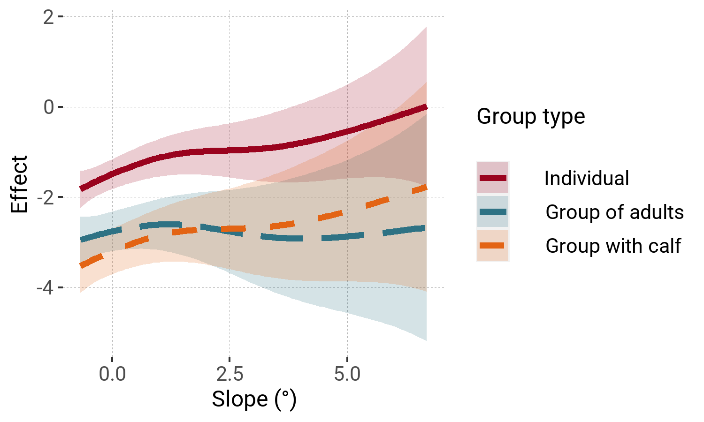 2
0
-2
-4
Effect
0.0 2.5 5.0
Slope (°)
Group type
Individual
Group of adults
Group with calf